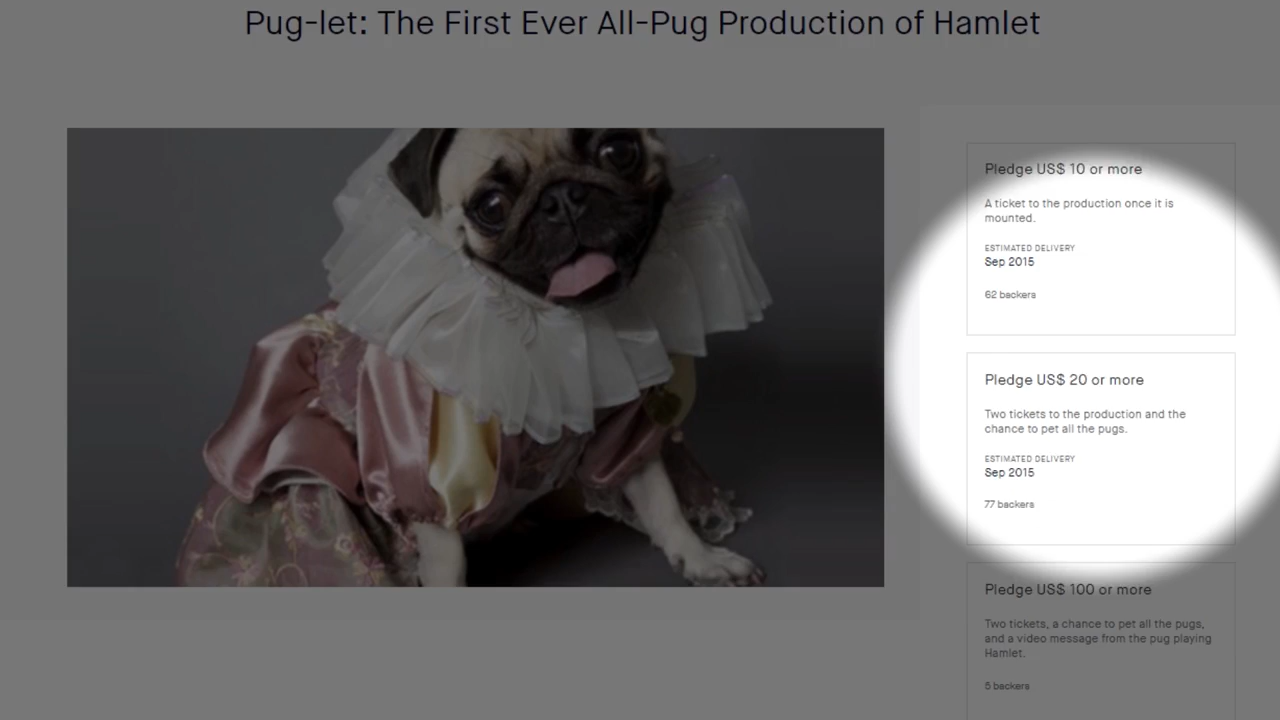 Pug-let: The First Ever All-Pug Production of Hamlet
Pledge US$ 10 or more
A ticket to the production once it is
mounted.
ESTIMATED DELIVERY
Sep 2015
62 backers
Pledge US$ 20 or more
Two tickets to the production and the
chance to pet all the pugs.
ESTIMATED DELIVERY
Sep 2015
77 backers
Pledge US$ 100 or more
Two tickets, a chance to pet all the pugs,
and a video message from the pug playing
Hamlet.
5 backers